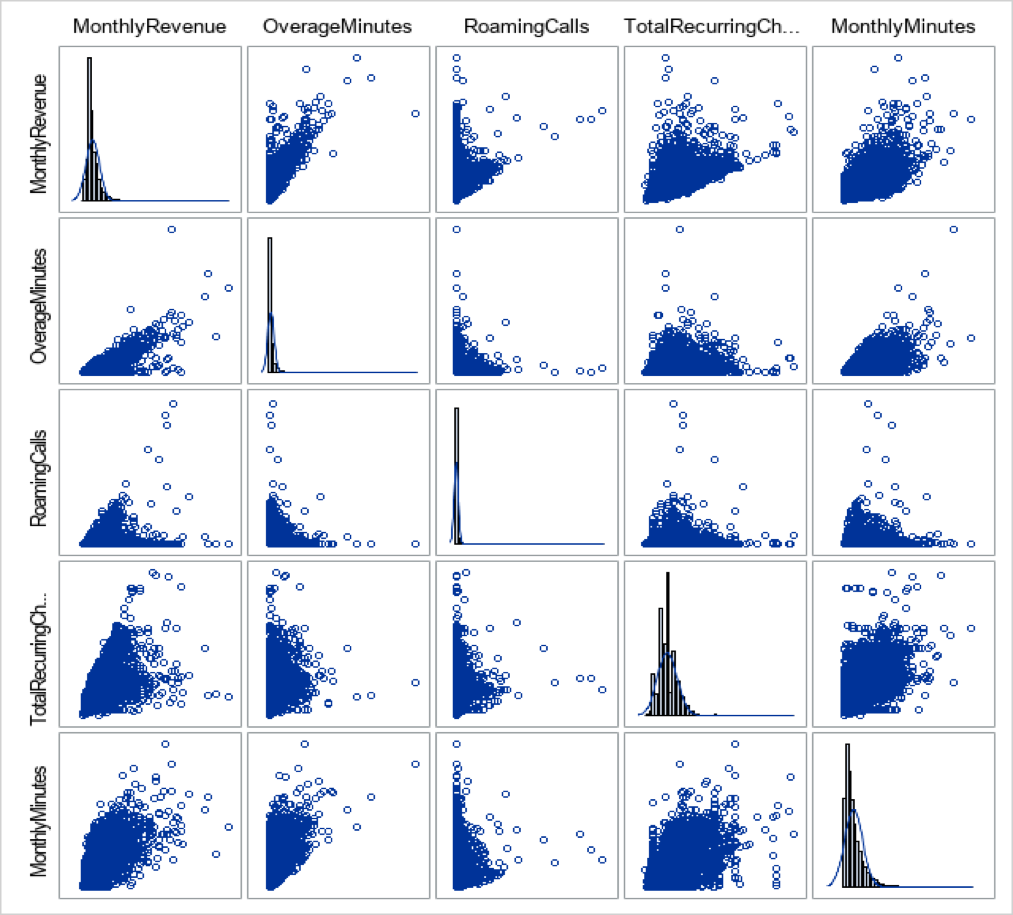 MonthlyRevenue
OverageMinutes
RoamingCalls
TotalRecurringCh...
MonthlyMinutes
MonthlyRevenue
OverageMinutes
RoamingCalls
TotalRecurringCh...
MonthlyMinutes